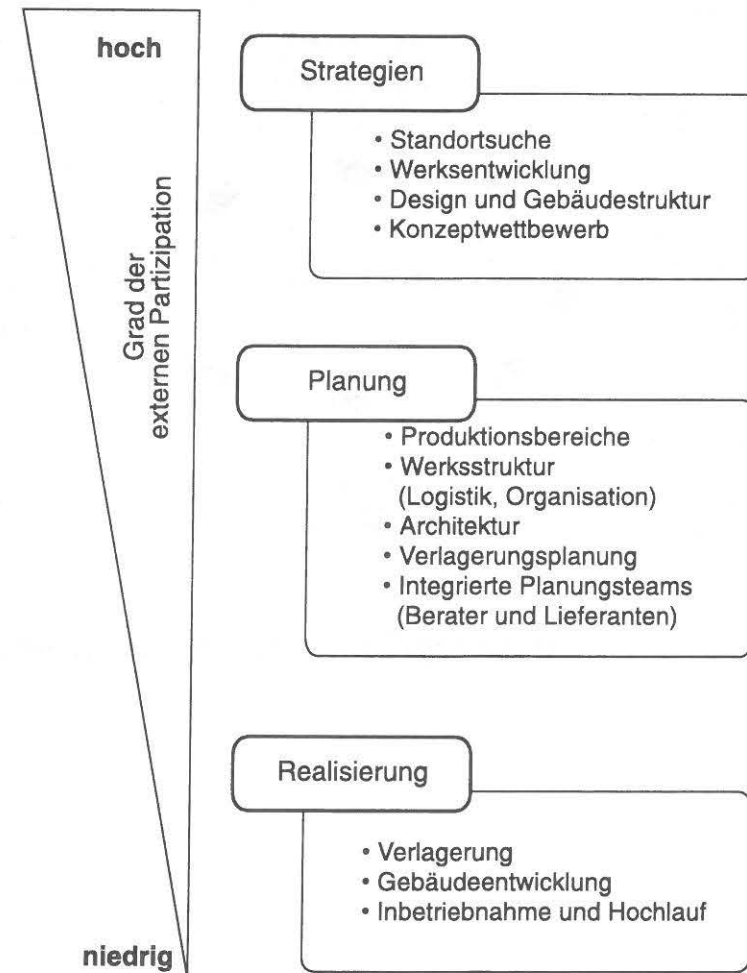 hoch
Grad der
externen Partizipation
niedrig
Strategien
• Standortsuche
• Werksentwicklung
• Design und Gebäudestruktur
• Konzeptwettbewerb
Planung
• Produktionsbereiche
• Werksstruktur
(Logistik, Organisation)
• Architektur
• Verlagerungsplanung
• Integrierte Planungsteams
(Berater und Lieferanten)
Realisierung
• Verlagerung
• Gebäudeentwicklung
• Inbetriebnahme und Hochlauf